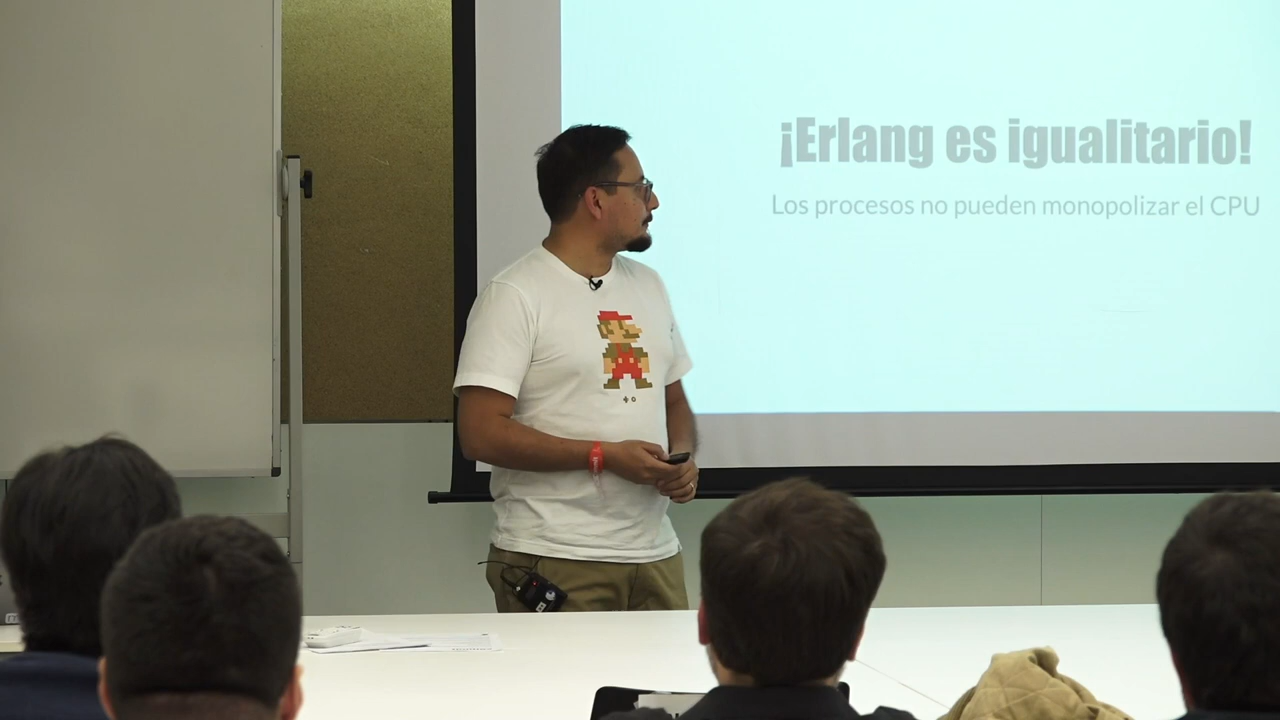 ¡Erlang es igualitario!
Los procesos no pueden monopolizar el CPU